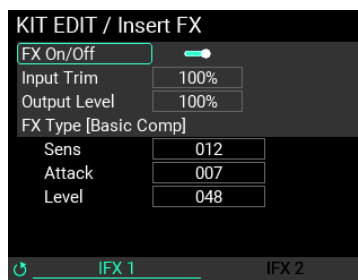 KIT EDIT / Insert FX
FX On/Off
Input Trim 100%
Output Level 100%
FX Type [Basic Comp]
Sens 012
Attack 007
Level 048
IFX 1 IFX 2